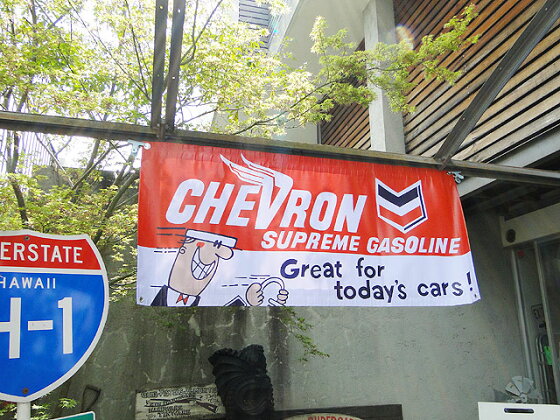 CHEVRON
SUPREME GASOLINE
Great for
today's cars!
ERSTATE
HAWAII
H-1